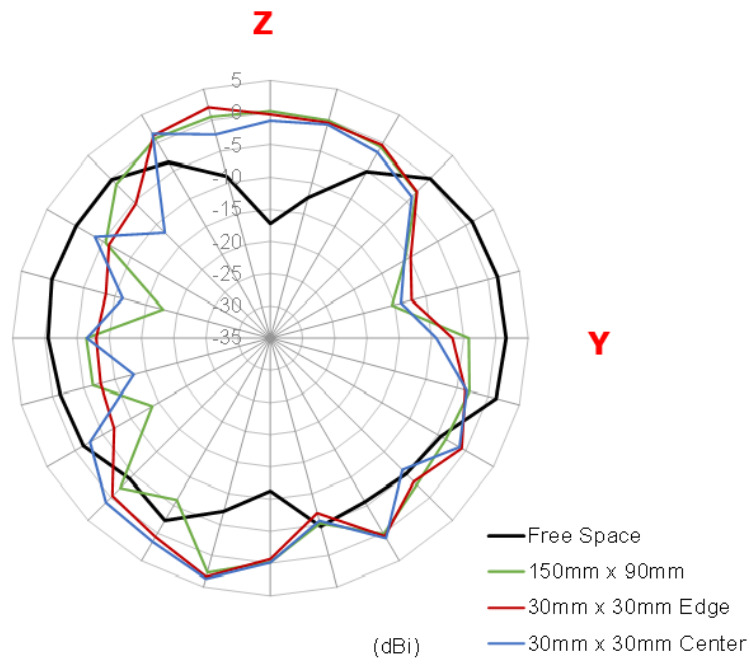 Z
5
0
-5
-10
-15
-20
-25
-30
-35
Y
Free Space
150mm x 90mm
30mm x 30mm Edge
30mm x 30mm Center
(dBi)